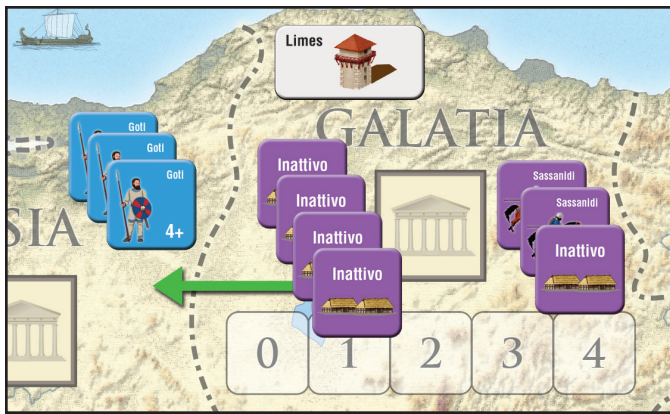 Limes
GALATIA
Goti
Goti
Goti
4+
SIA
Inattivo
Inattivo
Inattivo
Inattivo
Sassanidi
Sassanidi
Inattivo
0 1 2 3 4